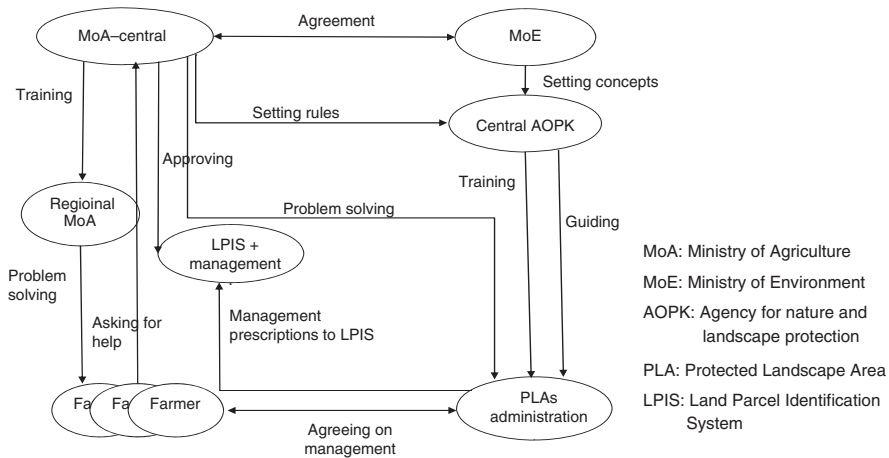 Agreement
MoA–central
MoE
Training
Setting concepts
Setting rules
Central AOPK
Approving
Training
Regioinal
MoA
Problem solving
Guiding
LPIS +
management
Problem
solving
Asking for
help
Management
prescriptions to LPIS
Fa
Fa
Farmer
PLAs
administration
Agreeing on
management
MoA: Ministry of Agriculture
MoE: Ministry of Environment
AOPK: Agency for nature and
landscape protection
PLA: Protected Landscape Area
LPIS: Land Parcel Identification
System